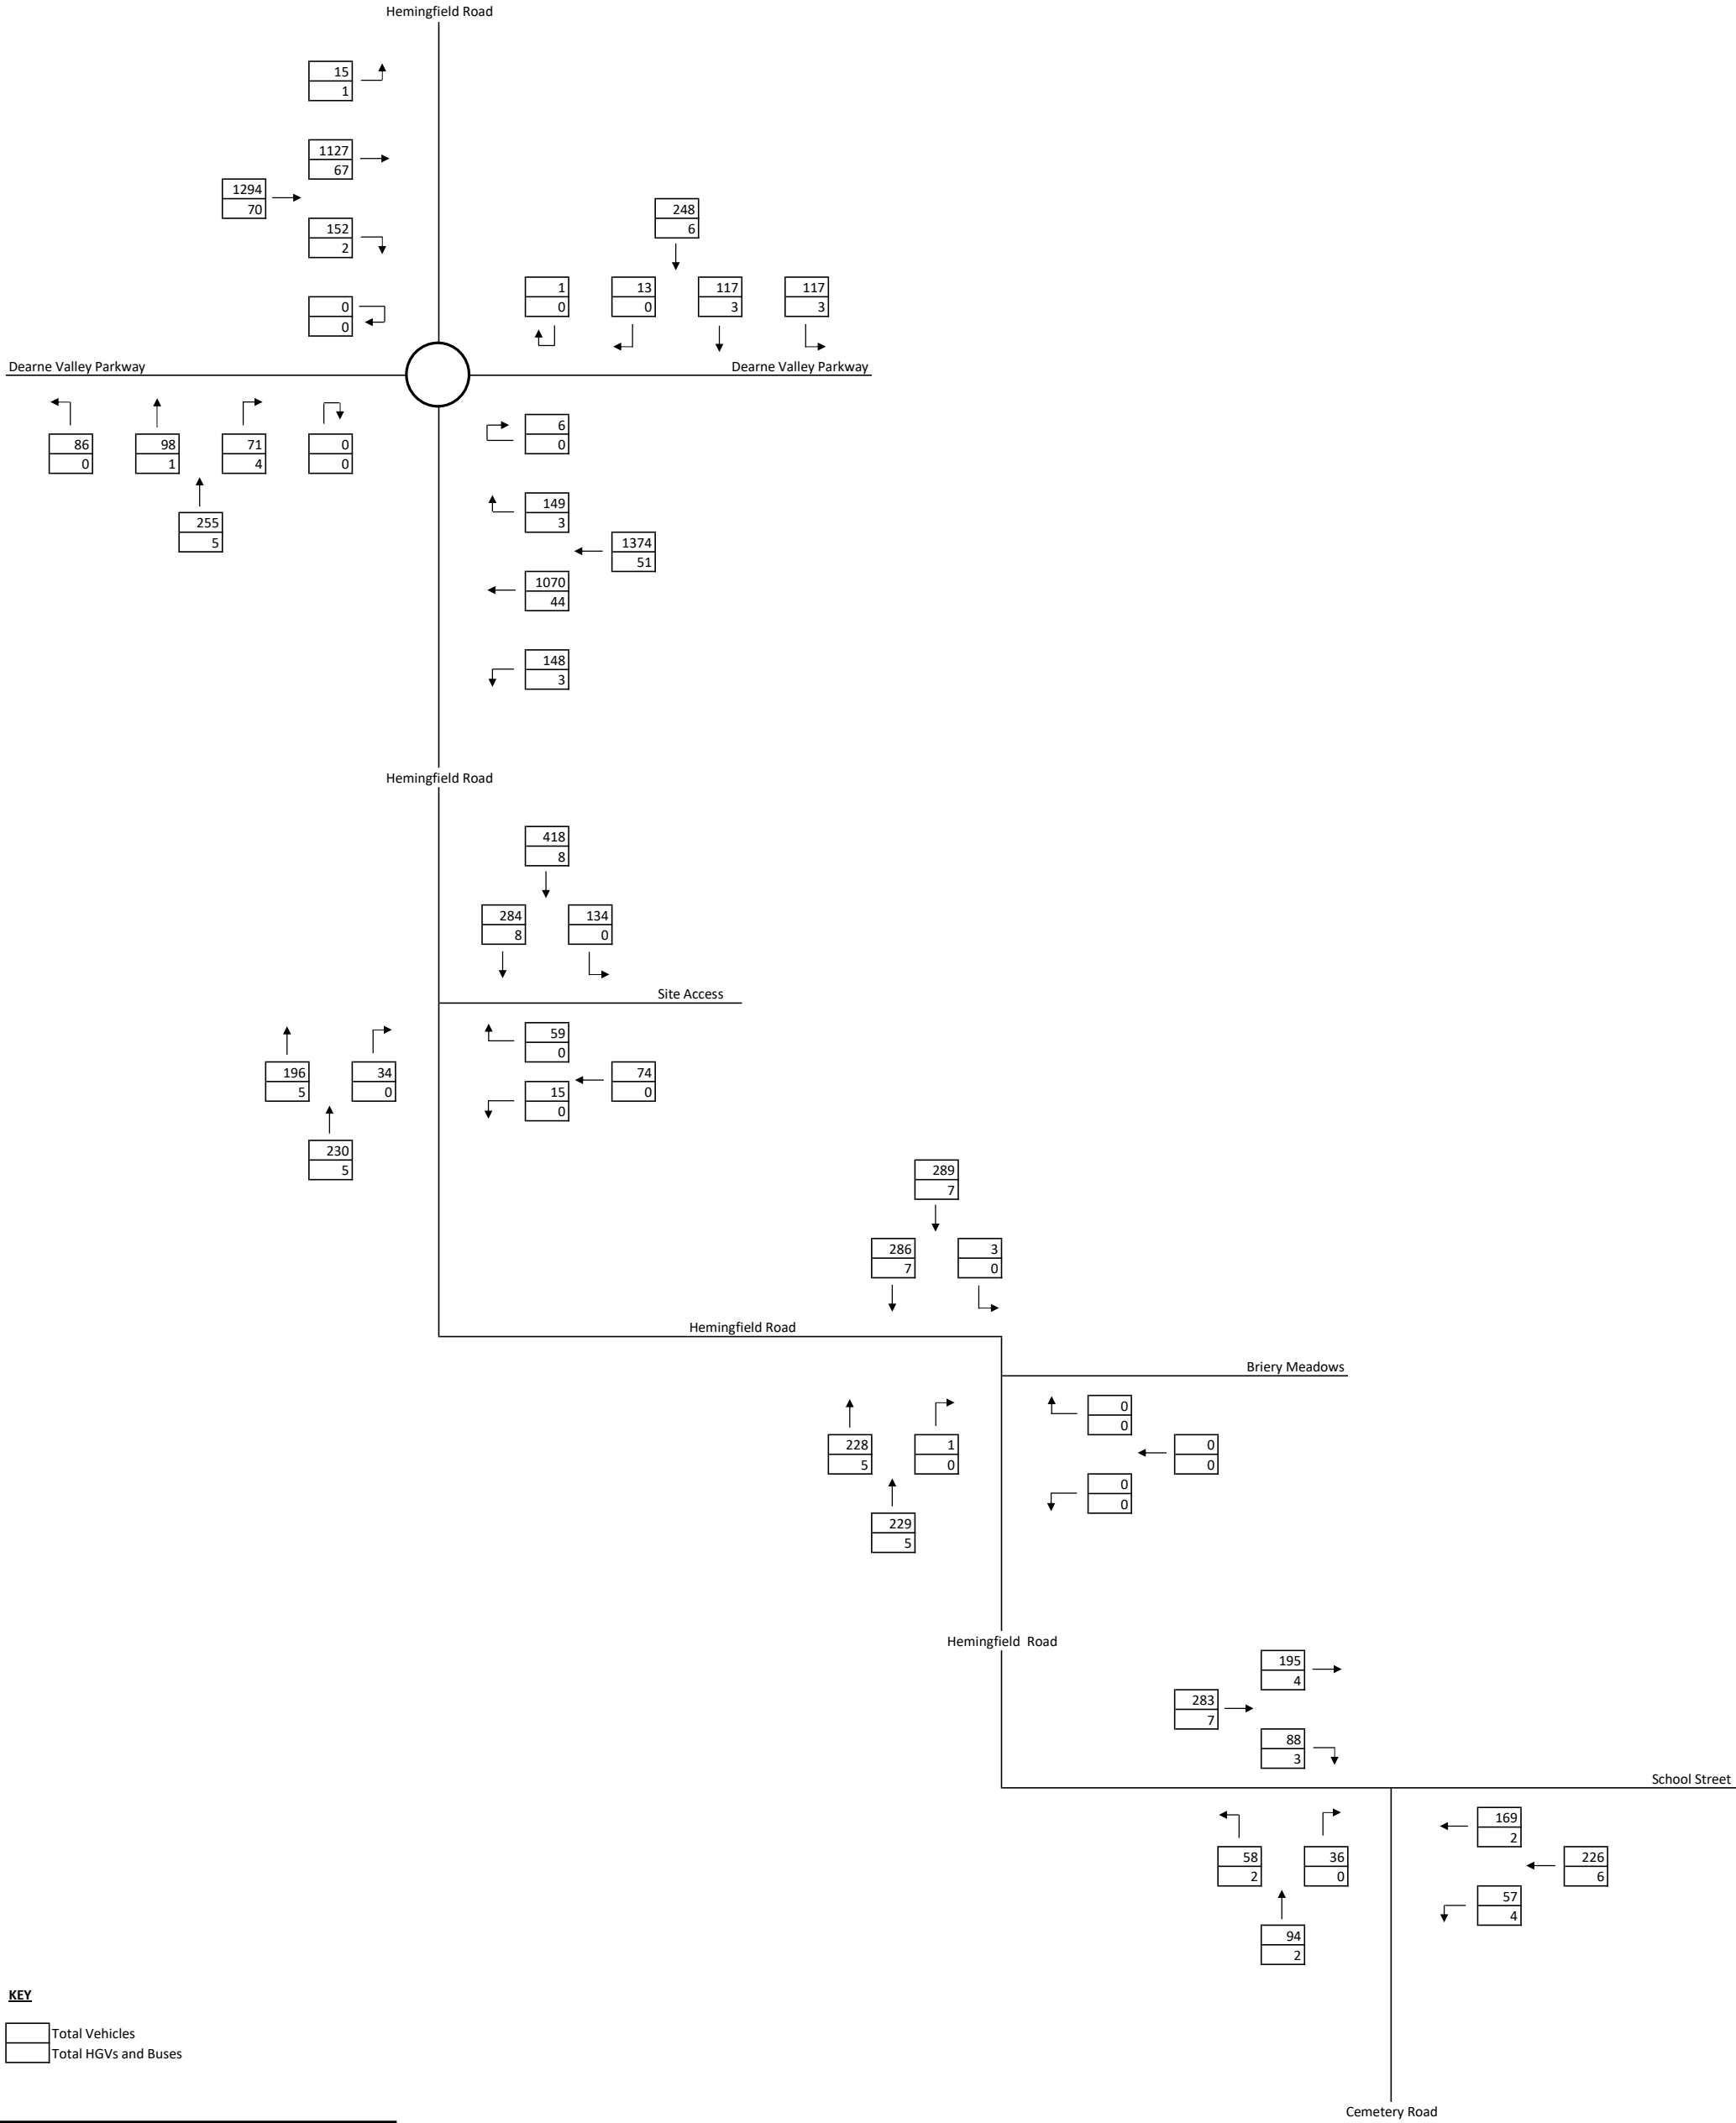 Hemingfield Road
15
1
1127
67
1294
70
248
6
152
2
1 13 117 117
0 0 3 3
0
0
Dearne Valley Parkway Dearne Valley Parkway
6
0
86 98 71 0
0 1 4 0
149
3
255
5
1374
51
1070
44
148
3
Hemingfield Road
418
8
284 134
8 0
Site Access
59
0
196 34 74
5 0 0
15
0
230
5
289
7
286 3
7 0
Hemingfield Road
Briery Meadows
0
0
228 1 0
5 0 0
0
0
229
5
Hemingfield  Road
195
4
283
7
88
3
School Street
169
2
58 36 226
2 0 6
57
4
94
2
KEY
Total Vehicles
Total HGVs and Buses
Cemetery Road